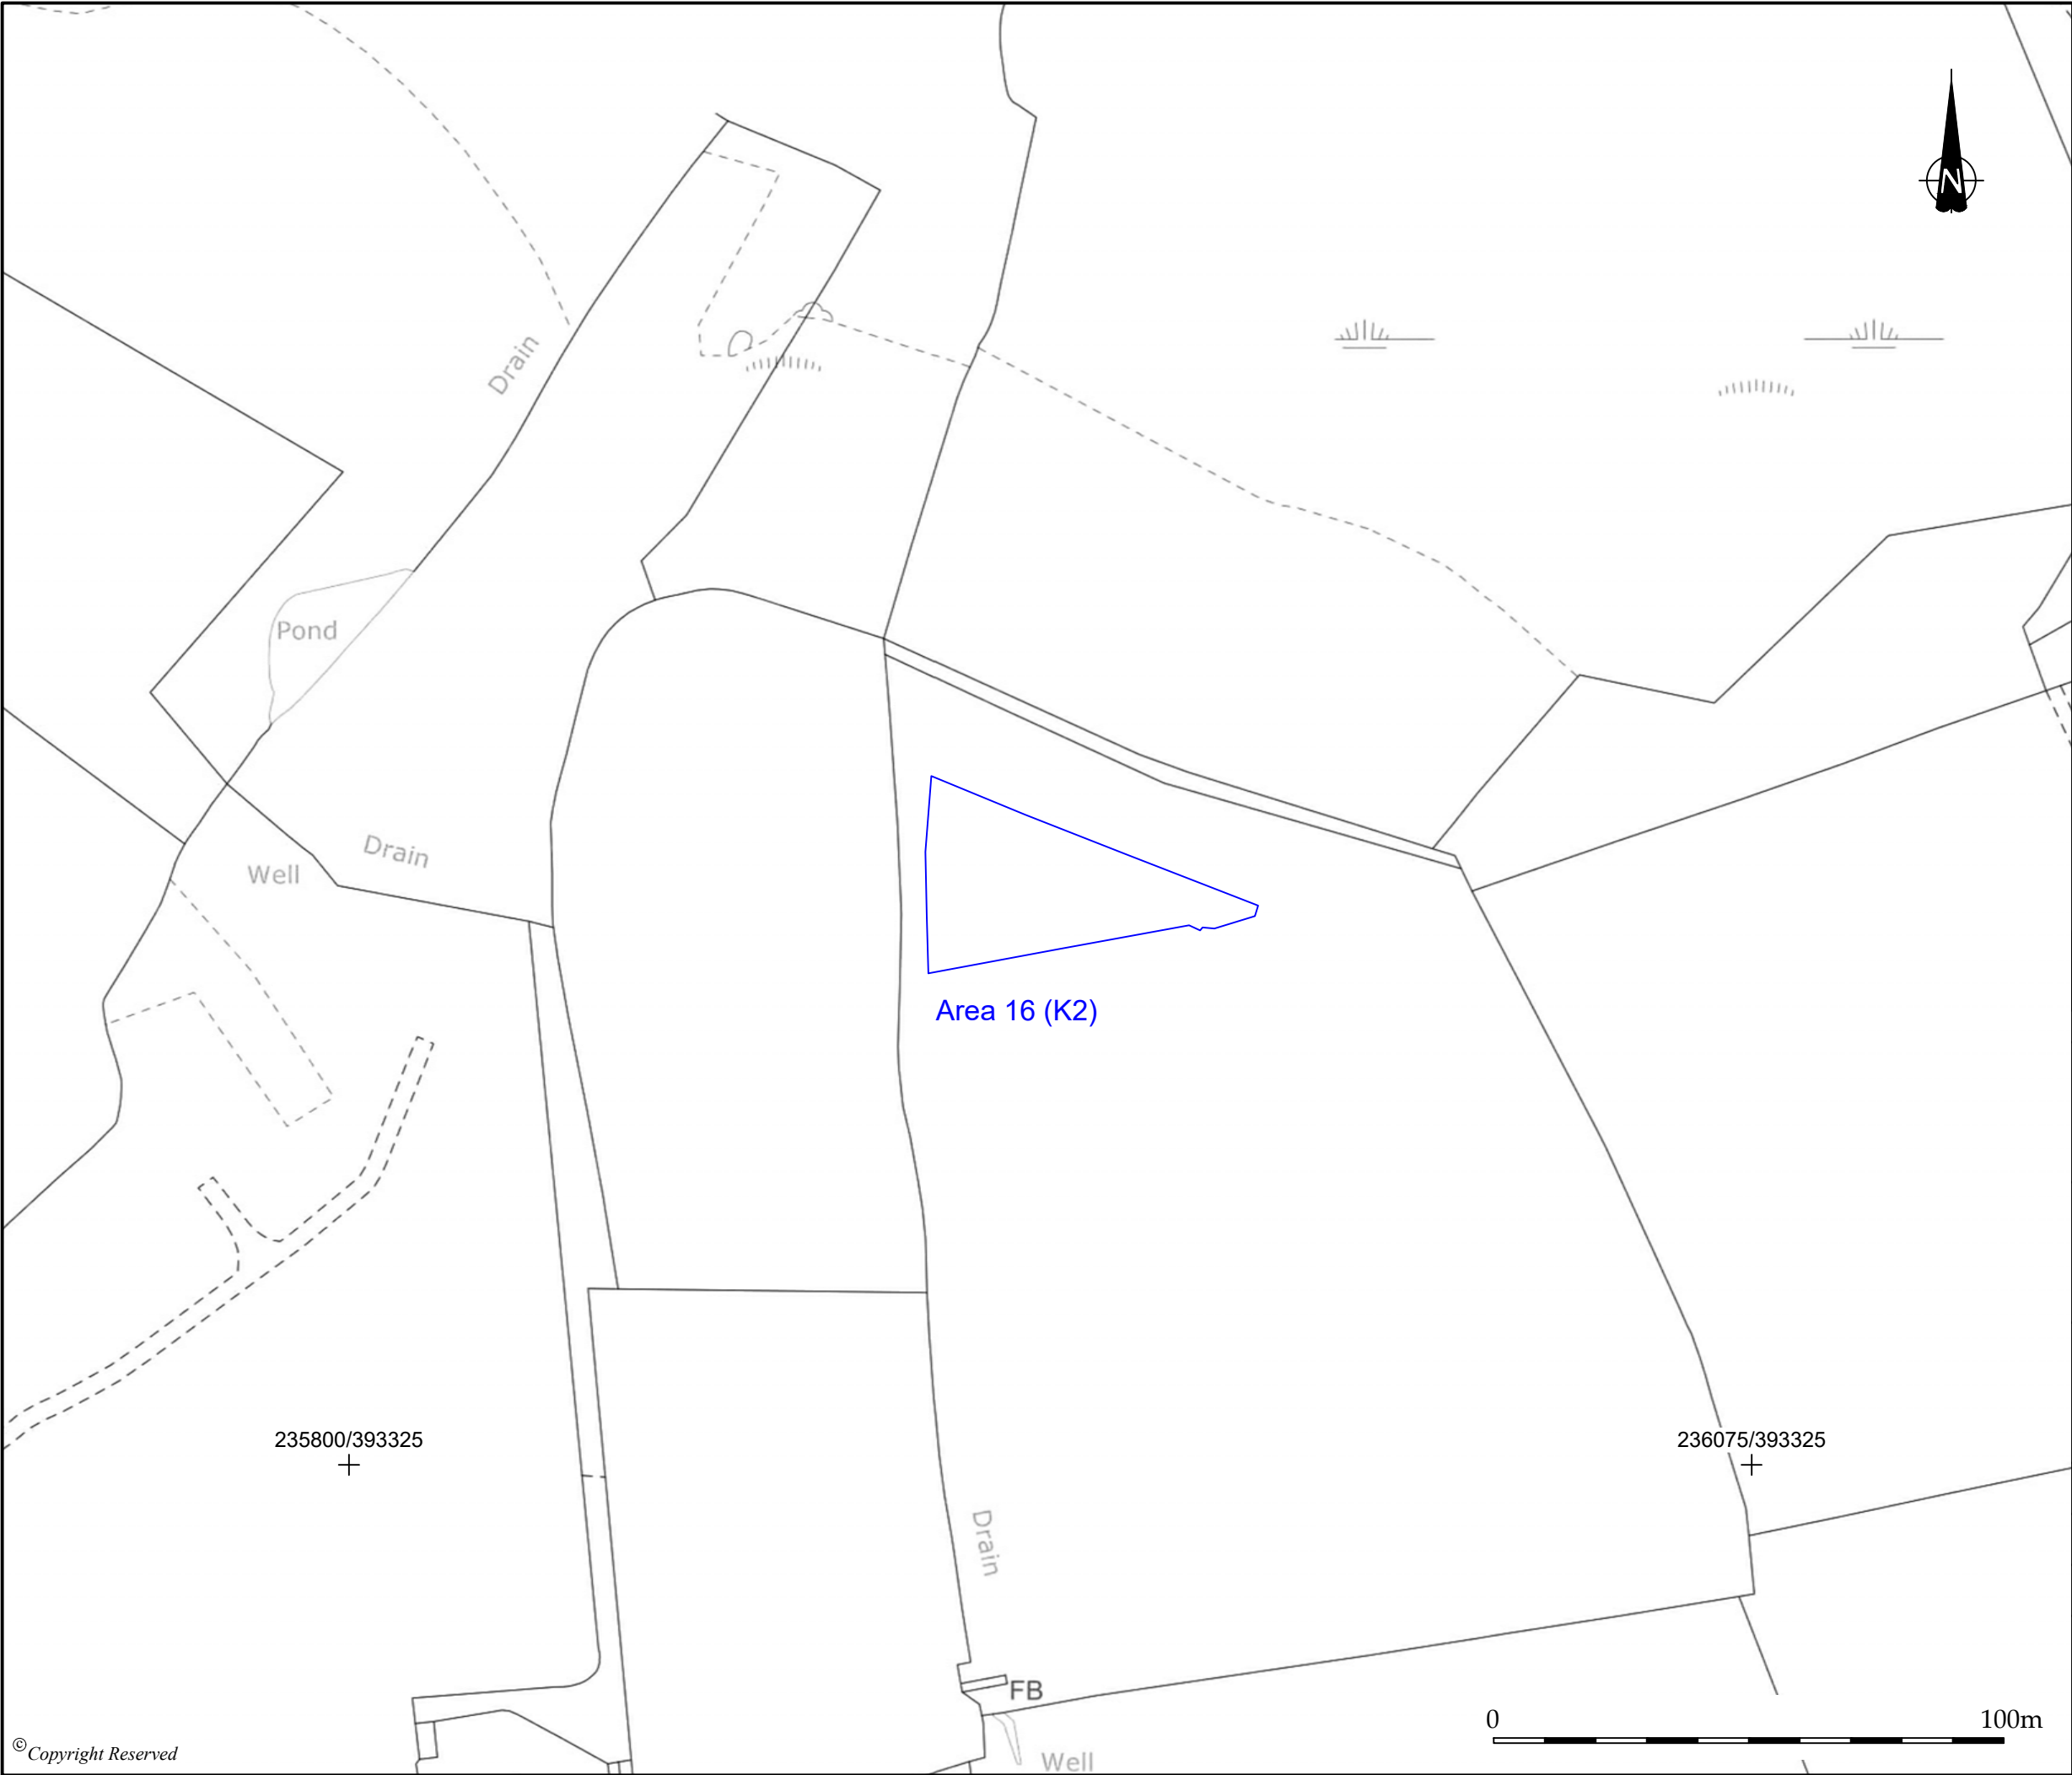 N
Drain
Pond
Drain
Well
Area 16 (K2)
235800/393325
236075/393325
Drain
FB
0 100m
©Copyright Reserved
Well